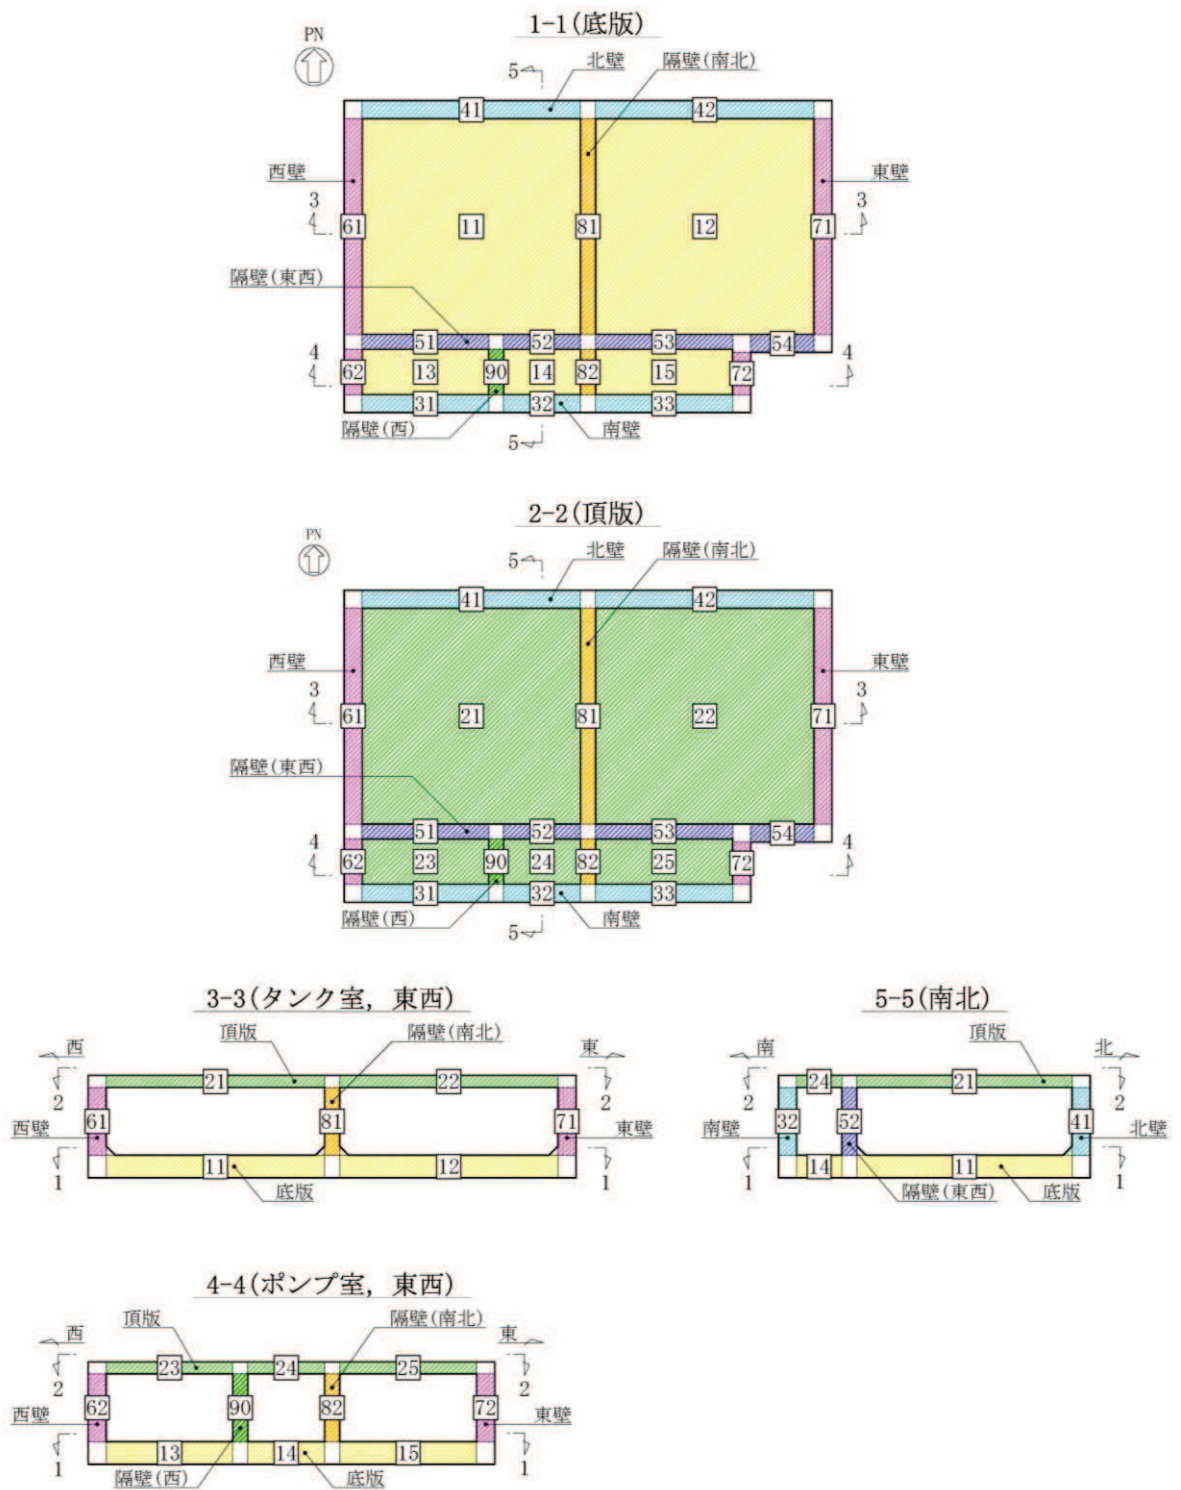 1-1(底版)
PN
5
北壁
隔壁(南北)
41
42
西壁
東壁
3
3
61
11
81
12
71
隔壁(東西)
51
52
53
54
4
4
62
13
90
14
82
15
72
31
32
33
隔壁(西)
南壁
5
2-2(頂版)
PN
5
北壁
隔壁(南北)
41
42
西壁
東壁
3
3
61
21
81
22
71
隔壁(東西)
51
52
53
54
4
4
62
23
90
24
82
25
72
31
32
33
隔壁(西)
南壁
5
3-3(タンク室, 東西)
頂版
隔壁(南北)
西
東
21
22
2
2
61
81
71
西壁
東壁
11
12
1
1
底版
5-5(南北)
頂版
南
北
24
21
2
2
32
52
41
南壁
北壁
14
11
1
1
隔壁(東西)
底版
4-4(ポンプ室, 東西)
頂版
隔壁(南北)
西
東
23
24
25
2
2
62
90
82
72
西壁
東壁
13
14
15
1
1
隔壁(西)
底版